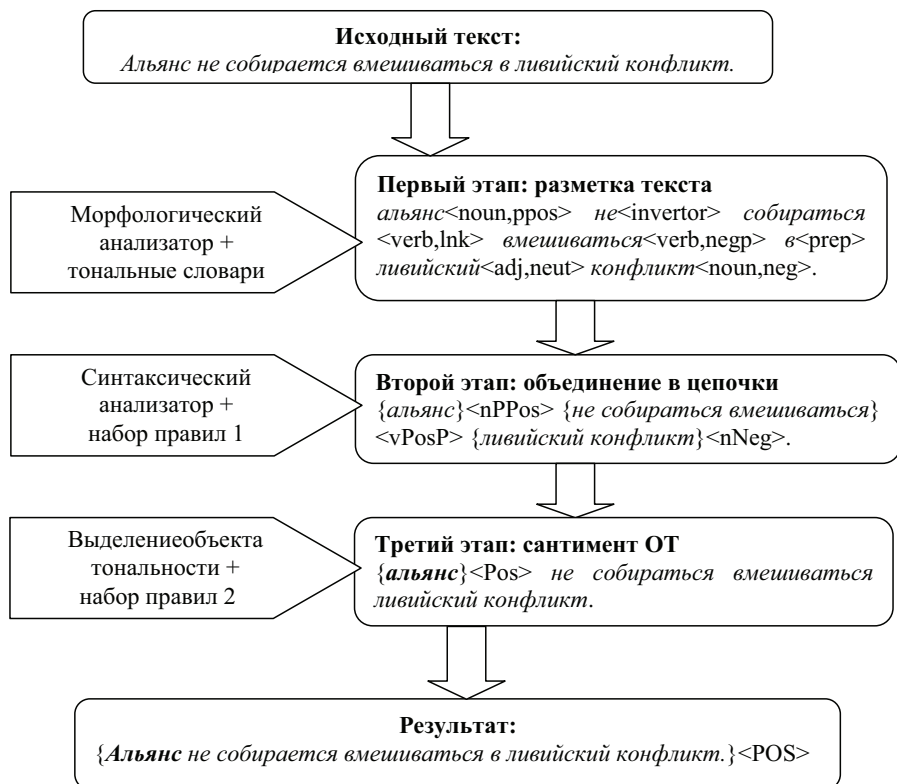 Исходный текст:
Альянс не собирается вмешиваться в ливийский конфликт.
Морфологический
анализатор +
тональные словари
Первый этап: разметка текста
альянс<noun,ppos> не<invertor> собираться
<verb,lnk> вмешиваться<verb,negp> в<prep>
ливийский<adj,neut> конфликт<noun,neg>.
Синтаксический
анализатор +
набор правил 1
Второй этап: объединение в цепочки
{альянс}<nPPos> {не собираться вмешиваться}
<vPosP> {ливийский конфликт}<nNeg>.
Выделениеобъекта
тональности +
набор правил 2
Третий этап: сантимент ОТ
{альянс}<Pos> не собираться вмешиваться
ливийский конфликт.
Результат:
{Альянс не собирается вмешиваться в ливийский конфликт.}<POS>